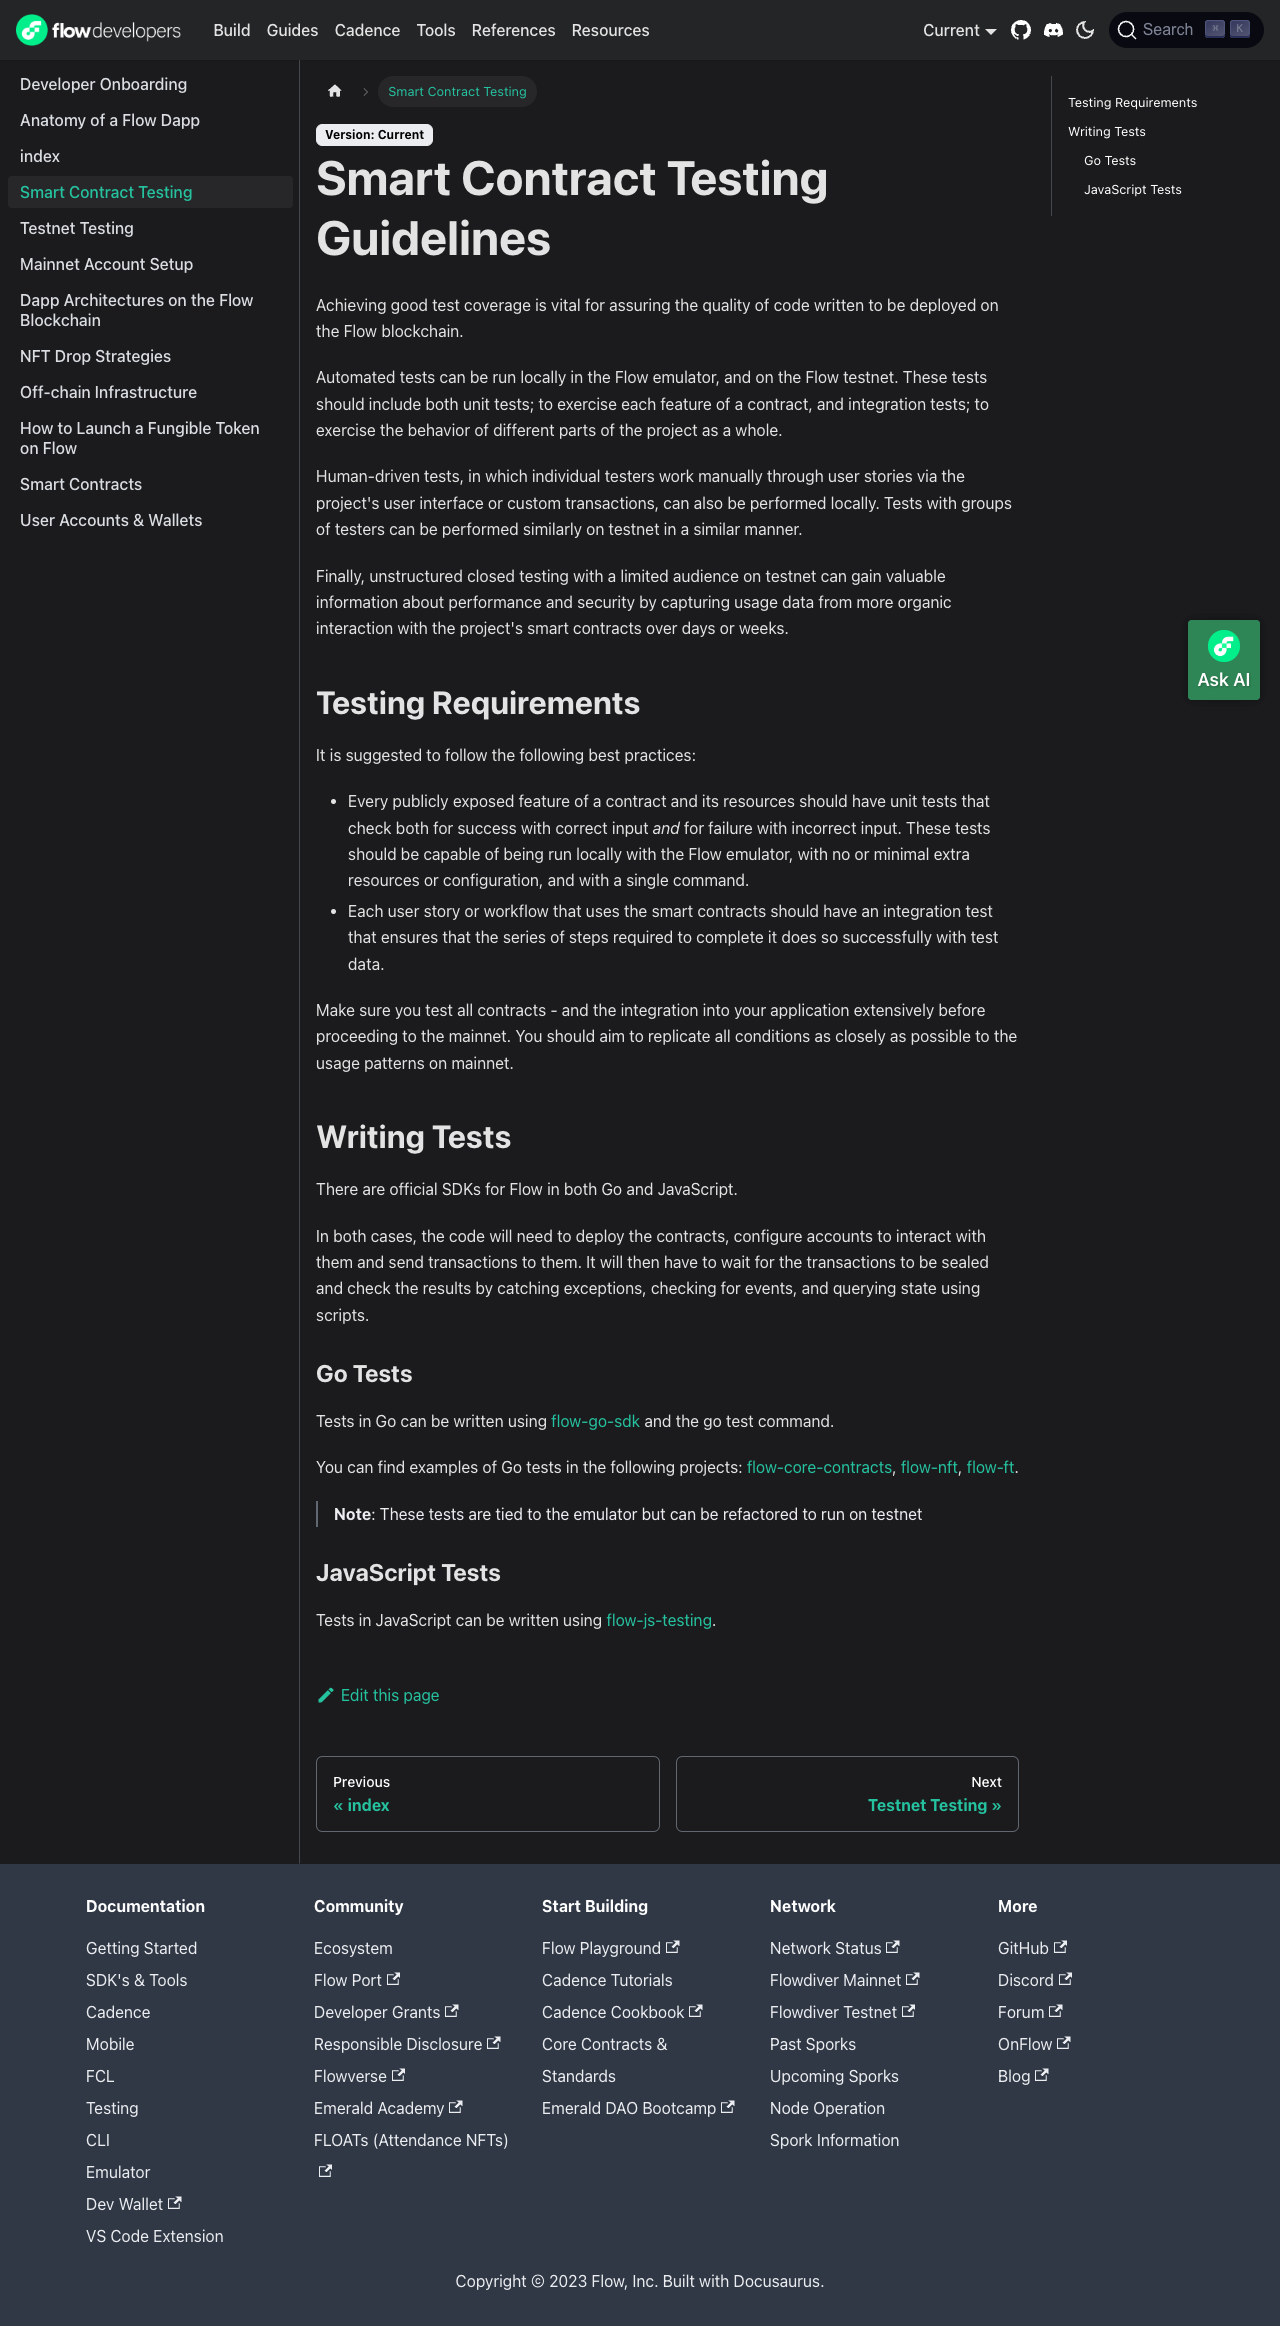 flowdevelopers Build Guides Cadence Tools References Resources Current Search ⌘ K
Developer Onboarding
Anatomy of a Flow Dapp
index
Smart Contract Testing
Testnet Testing
Mainnet Account Setup
Dapp Architectures on the Flow
Blockchain
NFT Drop Strategies
Off-chain Infrastructure
How to Launch a Fungible Token
on Flow
Smart Contracts
User Accounts & Wallets
Smart Contract Testing
Version: Current
Smart Contract Testing
Guidelines
Achieving good test coverage is vital for assuring the quality of code written to be deployed on
the Flow blockchain.
Automated tests can be run locally in the Flow emulator, and on the Flow testnet. These tests
should include both unit tests; to exercise each feature of a contract, and integration tests; to
exercise the behavior of different parts of the project as a whole.
Human-driven tests, in which individual testers work manually through user stories via the
project's user interface or custom transactions, can also be performed locally. Tests with groups
of testers can be performed similarly on testnet in a similar manner.
Finally, unstructured closed testing with a limited audience on testnet can gain valuable
information about performance and security by capturing usage data from more organic
interaction with the project's smart contracts over days or weeks.
Testing Requirements
It is suggested to follow the following best practices:
• Every publicly exposed feature of a contract and its resources should have unit tests that
check both for success with correct input and for failure with incorrect input. These tests
should be capable of being run locally with the Flow emulator, with no or minimal extra
resources or configuration, and with a single command.
• Each user story or workflow that uses the smart contracts should have an integration test
that ensures that the series of steps required to complete it does so successfully with test
data.
Make sure you test all contracts - and the integration into your application extensively before
proceeding to the mainnet. You should aim to replicate all conditions as closely as possible to the
usage patterns on mainnet.
Writing Tests
There are official SDKs for Flow in both Go and JavaScript.
In both cases, the code will need to deploy the contracts, configure accounts to interact with
them and send transactions to them. It will then have to wait for the transactions to be sealed
and check the results by catching exceptions, checking for events, and querying state using
scripts.
Go Tests
Tests in Go can be written using flow-go-sdk and the go test command.
You can find examples of Go tests in the following projects: flow-core-contracts, flow-nft, flow-ft.
Note: These tests are tied to the emulator but can be refactored to run on testnet
JavaScript Tests
Tests in JavaScript can be written using flow-js-testing.
Edit this page
Previous
« index
Next
Testnet Testing »
Testing Requirements
Writing Tests
Go Tests
JavaScript Tests
Ask AI
Documentation
Getting Started
SDK's & Tools
Cadence
Mobile
FCL
Testing
CLI
Emulator
Dev Wallet
VS Code Extension
Community
Ecosystem
Flow Port
Developer Grants
Responsible Disclosure
Flowverse
Emerald Academy
FLOATs (Attendance NFTs)
Start Building
Flow Playground
Cadence Tutorials
Cadence Cookbook
Core Contracts &
Standards
Emerald DAO Bootcamp
Network
Network Status
Flowdiver Mainnet
Flowdiver Testnet
Past Sporks
Upcoming Sporks
Node Operation
Spork Information
More
GitHub
Discord
Forum
OnFlow
Blog
Copyright © 2023 Flow, Inc. Built with Docusaurus.